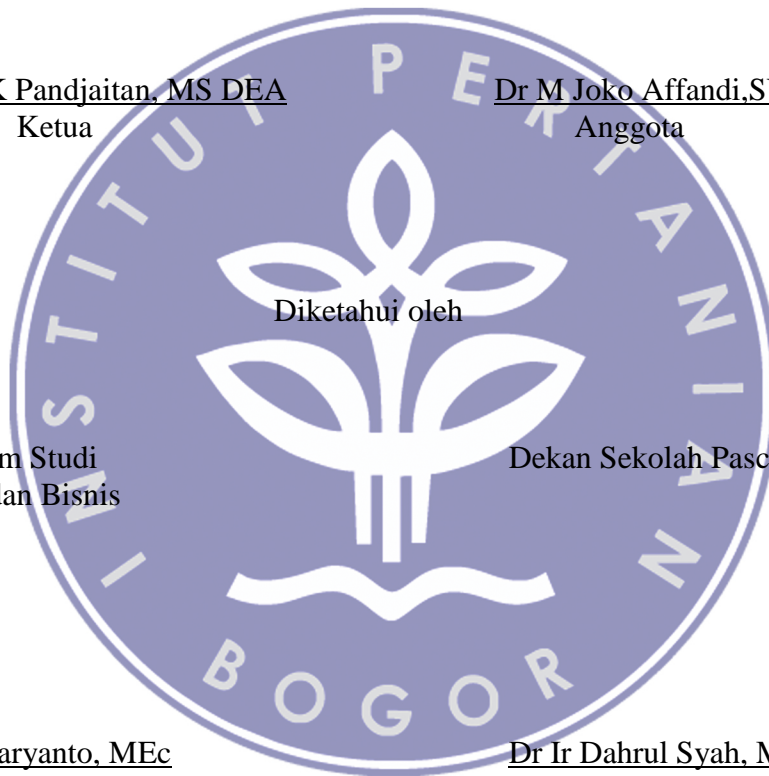 K Pandjaitan, MS DEA Dr M Joko Affandi,S
Ketua Anggota
Diketahui oleh
m Studi Dekan Sekolah Pasc
dan Bisnis
aryanto, MEc Dr Ir Dahrul Syah, M
INSTITUT PERTANIAN
BOGOR